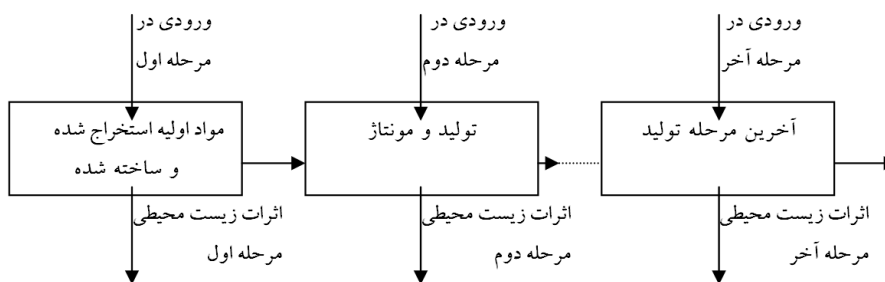 ورودی در
مرحله اول
ورودی در
مرحله دوم
ورودی در
مرحله آخر
مواد اولیه استخراج شده
و ساخته شده
تولید و مونتاژ
آخرین مرحله تولید
اثرات زیست محیطی
مرحله اول
اثرات زیست محیطی
مرحله دوم
اثرات زیست محیطی
مرحله آخر